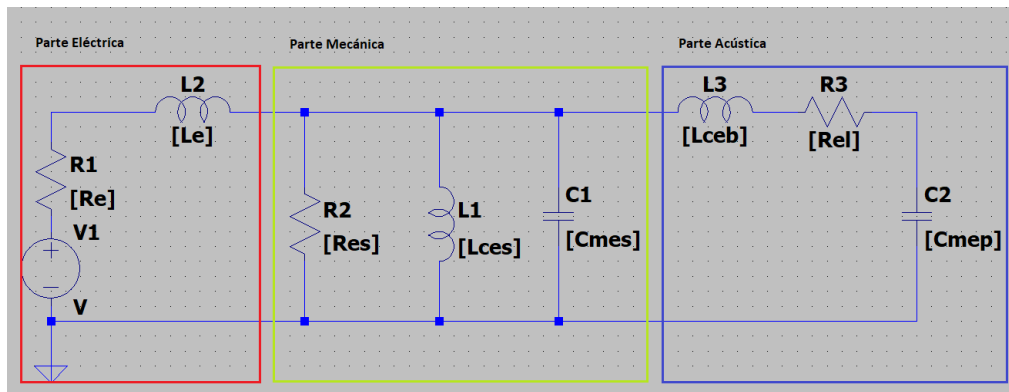 Parte Eléctríca
Parte Mecánica
Parte Acústica
L2
[Le]
L3
[Lceb]
R3
[Rel]
R1
[Re]
V1
V
R2
[Res]
L1
[Lces]
C1
[Cmes]
C2
[Cmep]